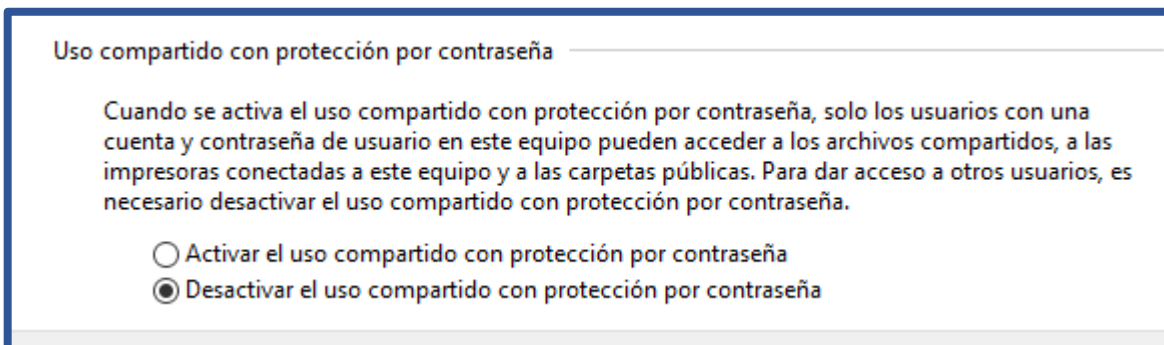 Uso compartido con protección por contraseña
Cuando se activa el uso compartido con protección por contraseña, solo los usuarios con una
cuenta y contraseña de usuario en este equipo pueden acceder a los archivos compartidos, a las
impresoras conectadas a este equipo y a las carpetas públicas. Para dar acceso a otros usuarios, es
necesario desactivar el uso compartido con protección por contraseña.
Activar el uso compartido con protección por contraseña
Desactivar el uso compartido con protección por contraseña